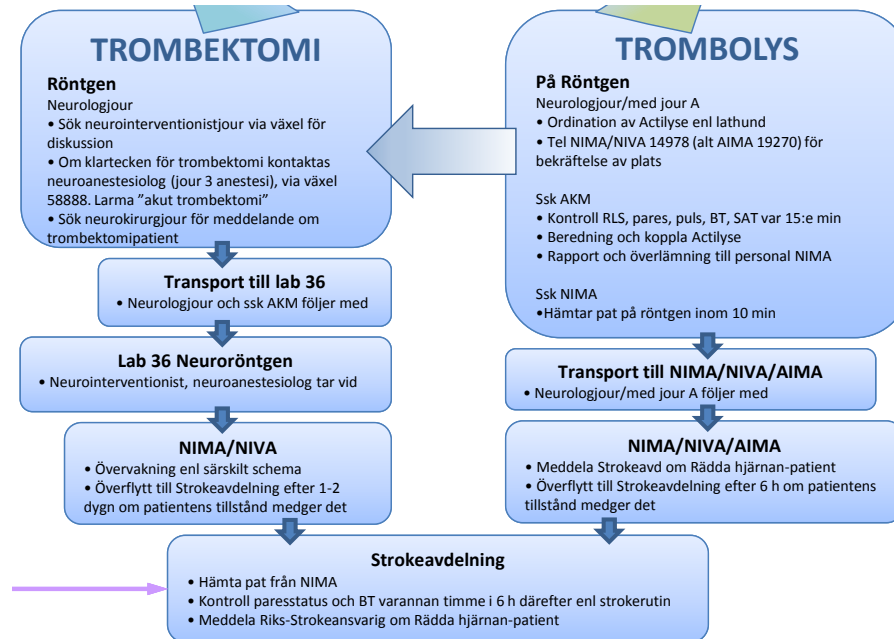 TROMBEKTOMI
Röntgen
Neurologjour
• Sök neurointerventionistjour via växel för
diskussion
• Om klartecken för trombektomi kontaktas
neuroanestesiolog (jour 3 anestesi), via växel
58888. Larma ”akut trombektomi”
• Sök neurokirurgjour för meddelande om
trombektomipatient
Transport till lab 36
• Neurologjour och ssk AKM följer med
Lab 36 Neuroröntgen
• Neurointerventionist, neuroanestesiolog tar vid
NIMA/NIVA
• Övervakning enl särskilt schema
• Överflytt till Strokeavdelning efter 1-2
dygn om patientens tillstånd medger det
TROMBOLYS
På Röntgen
Neurologjour/med jour A
• Ordination av Actilyse enl lathund
• Tel NIMA/NIVA 14978 (alt AIMA 19270) för
bekräftelse av plats
Ssk AKM
• Kontroll RLS, pares, puls, BT, SAT var 15:e min
• Beredning och koppla Actilyse
• Rapport och överlämning till personal NIMA
Ssk NIMA
•Hämtar pat på röntgen inom 10 min
Transport till NIMA/NIVA/AIMA
• Neurologjour/med jour A följer med
NIMA/NIVA/AIMA
• Meddela Strokeavd om Rädda hjärnan-patient
• Överflytt till Strokeavdelning efter 6 h om patientens
tillstånd medger det
Strokeavdelning
• Hämta pat från NIMA
• Kontroll paresstatus och BT varannan timme i 6 h därefter enl strokerutin
• Meddela Riks-Strokeansvarig om Rädda hjärnan-patient